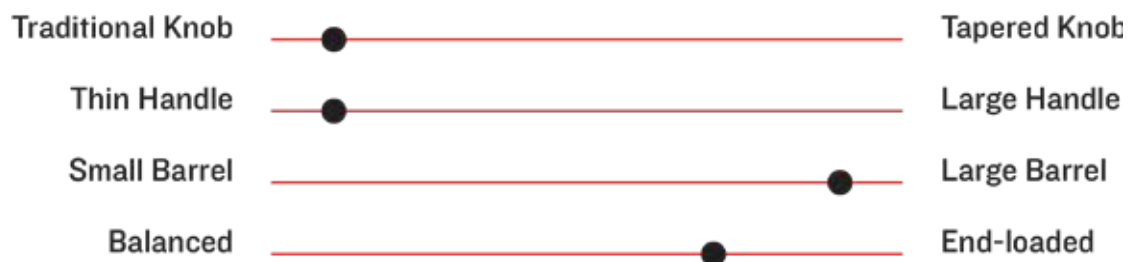 Traditional Knob Tapered Knob
Thin Handle Large Handle
Small Barrel Large Barrel
Balanced End-loaded